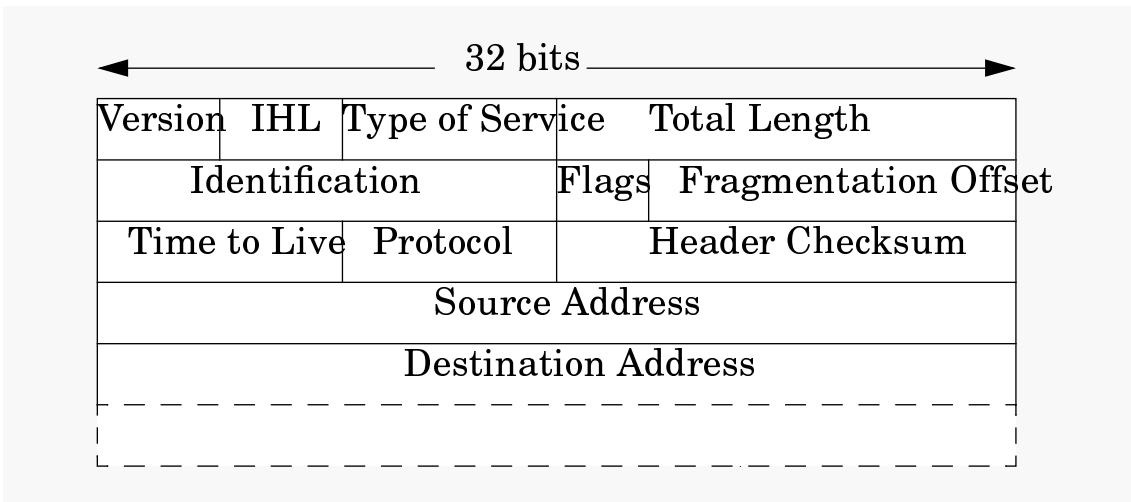 32 bits
Version IHL Type of Service Total Length
Identification Flags Fragmentation Offset
Time to Live Protocol Header Checksum
Source Address
Destination Address